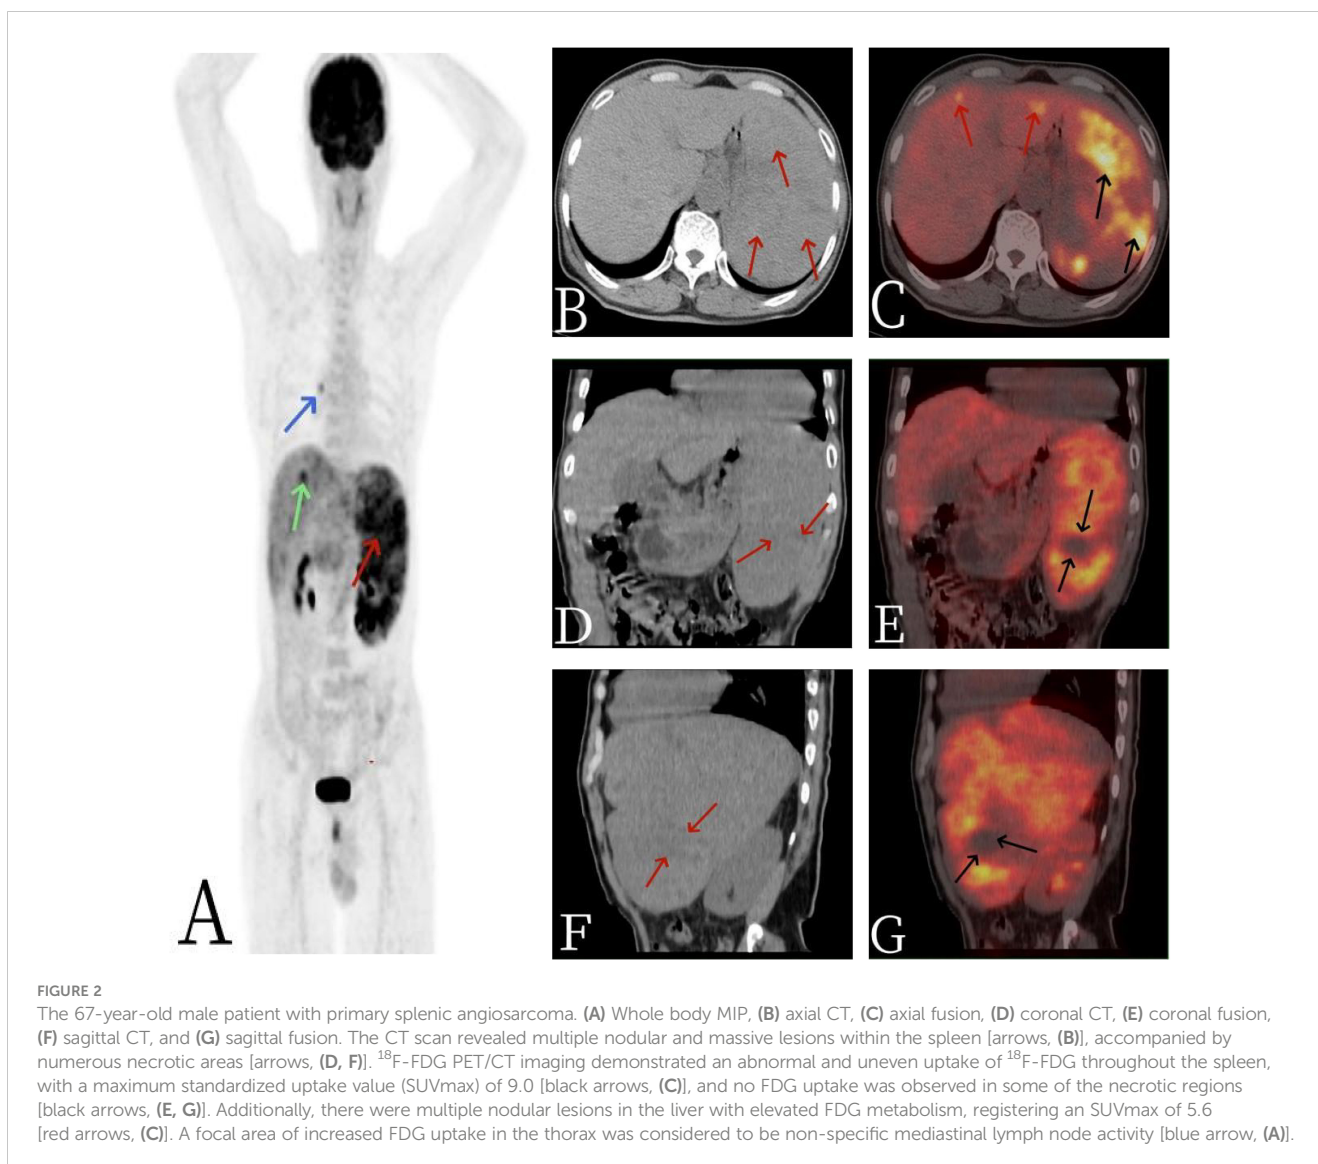 A
B
C
D
E
F
G
FIGURE 2
The 67-year-old male patient with primary splenic angiosarcoma. (A) Whole body MIP, (B) axial CT, (C) axial fusion, (D) coronal CT, (E) coronal fusion,
(F) sagittal CT, and (G) sagittal fusion. The CT scan revealed multiple nodular and massive lesions within the spleen [arrows, (B)], accompanied by
numerous necrotic areas [arrows, (D, F)]. ¹⁸F-FDG PET/CT imaging demonstrated an abnormal and uneven uptake of ¹⁸F-FDG throughout the spleen,
with a maximum standardized uptake value (SUVmax) of 9.0 [black arrows, (C)], and no FDG uptake was observed in some of the necrotic regions
[black arrows, (E, G)]. Additionally, there were multiple nodular lesions in the liver with elevated FDG metabolism, registering an SUVmax of 5.6
[red arrows, (C)]. A focal area of increased FDG uptake in the thorax was considered to be non-specific mediastinal lymph node activity [blue arrow, (A)].